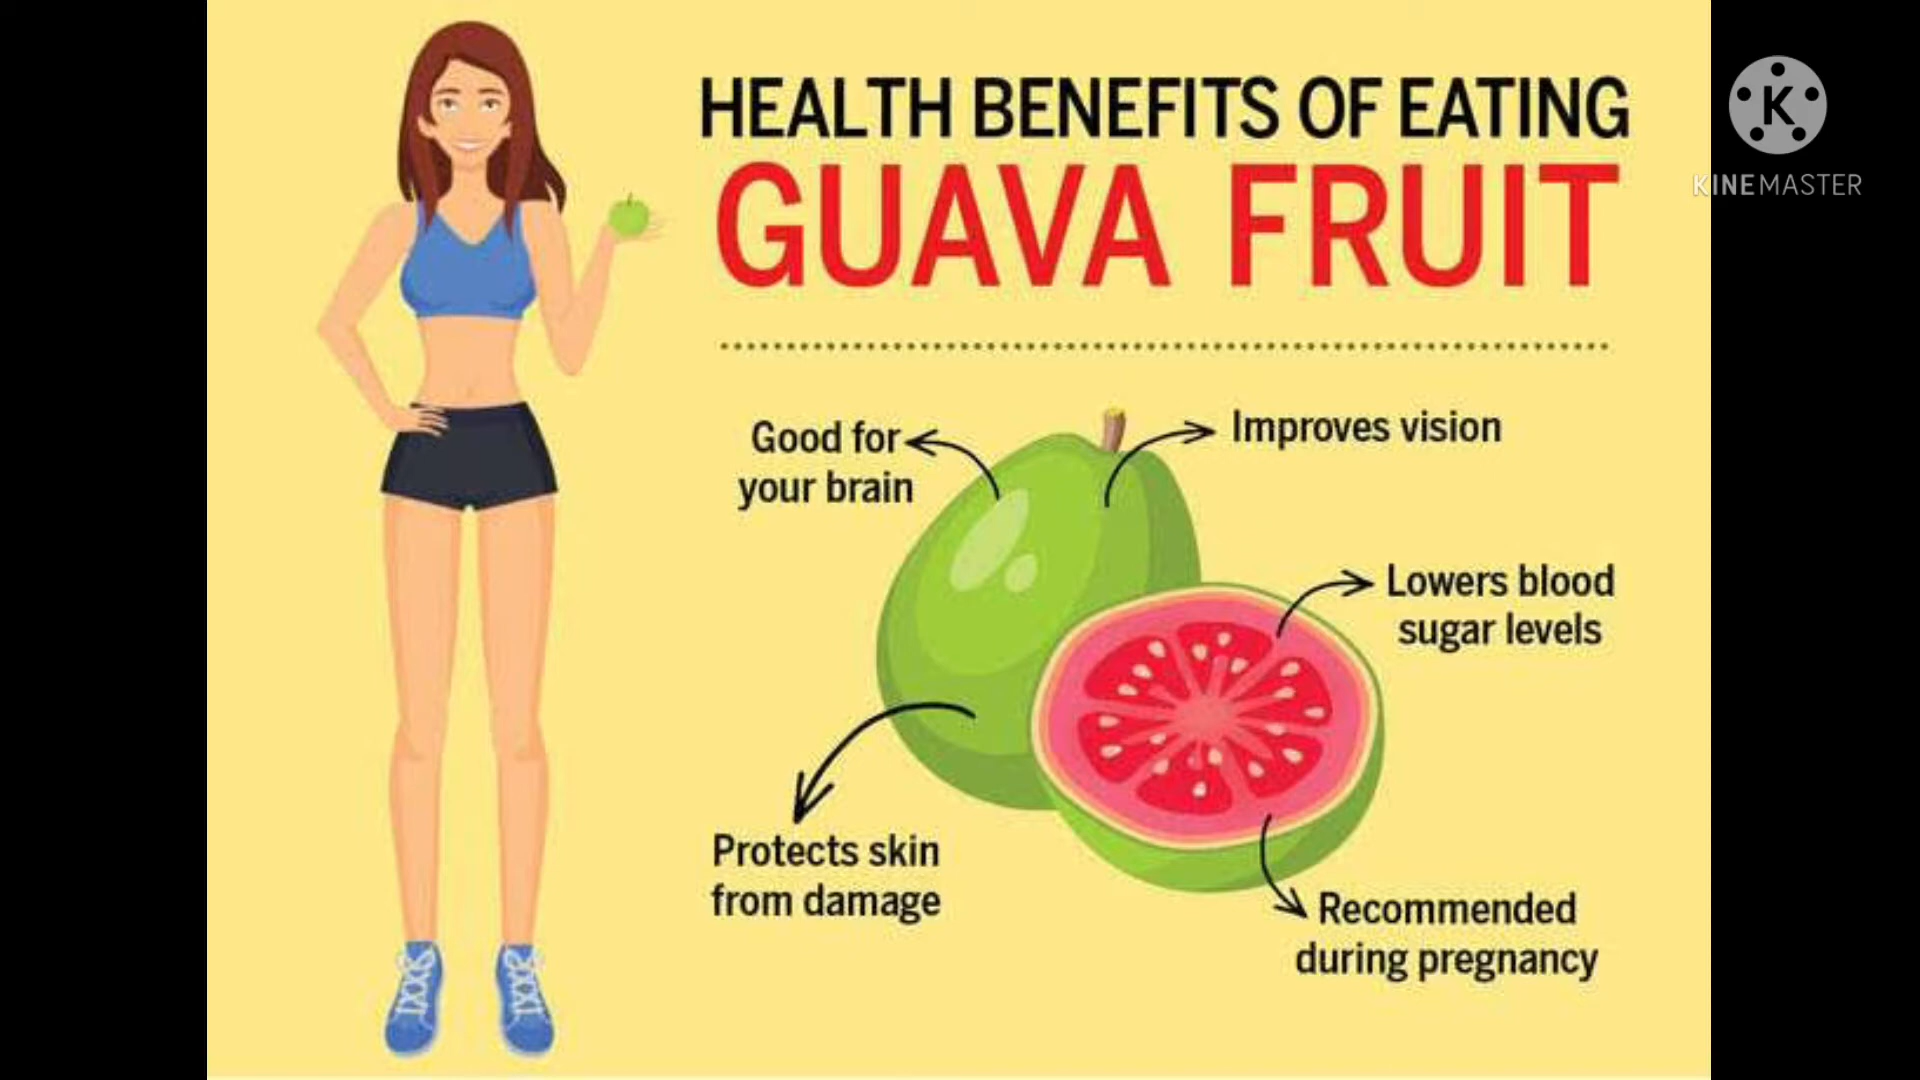 HEALTH BENEFITS OF EATING
GUAVA FRUIT
K
KINEMASTER
Good for
your brain
Improves vision
Lowers blood
sugar levels
Protects skin
from damage
Recommended
during pregnancy